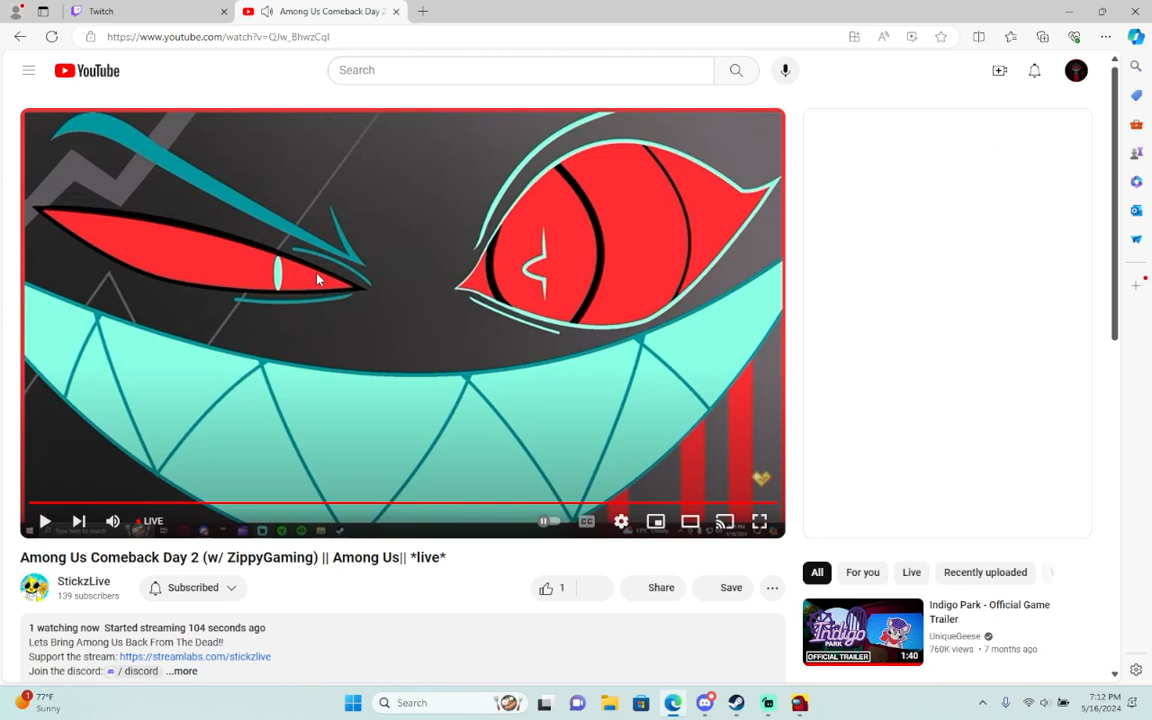 Twitch
Among Us Comeback Day 2
https://www.youtube.com/watch?v=QJw_BhwzCqI
YouTube
Search
LIVE
CC
Among Us Comeback Day 2 (w/ ZippyGaming) || Among Us|| *live*
StickzLive
139 subscribers
Subscribed
1
Share
Save
1 watching now Started streaming 104 seconds ago
Lets Bring Among Us Back From The Dead!!
Support the stream: https://streamlabs.com/stickzlive
Join the discord: / discord ...more
All
For you
Live
Recently uploaded
Indigo Park
OFFICIAL TRAILER
1:40
Indigo Park - Official Game
Trailer
UniqueGeese
760K views • 7 months ago
1
77°F
Sunny
Search
7:12 PM
5/16/2024